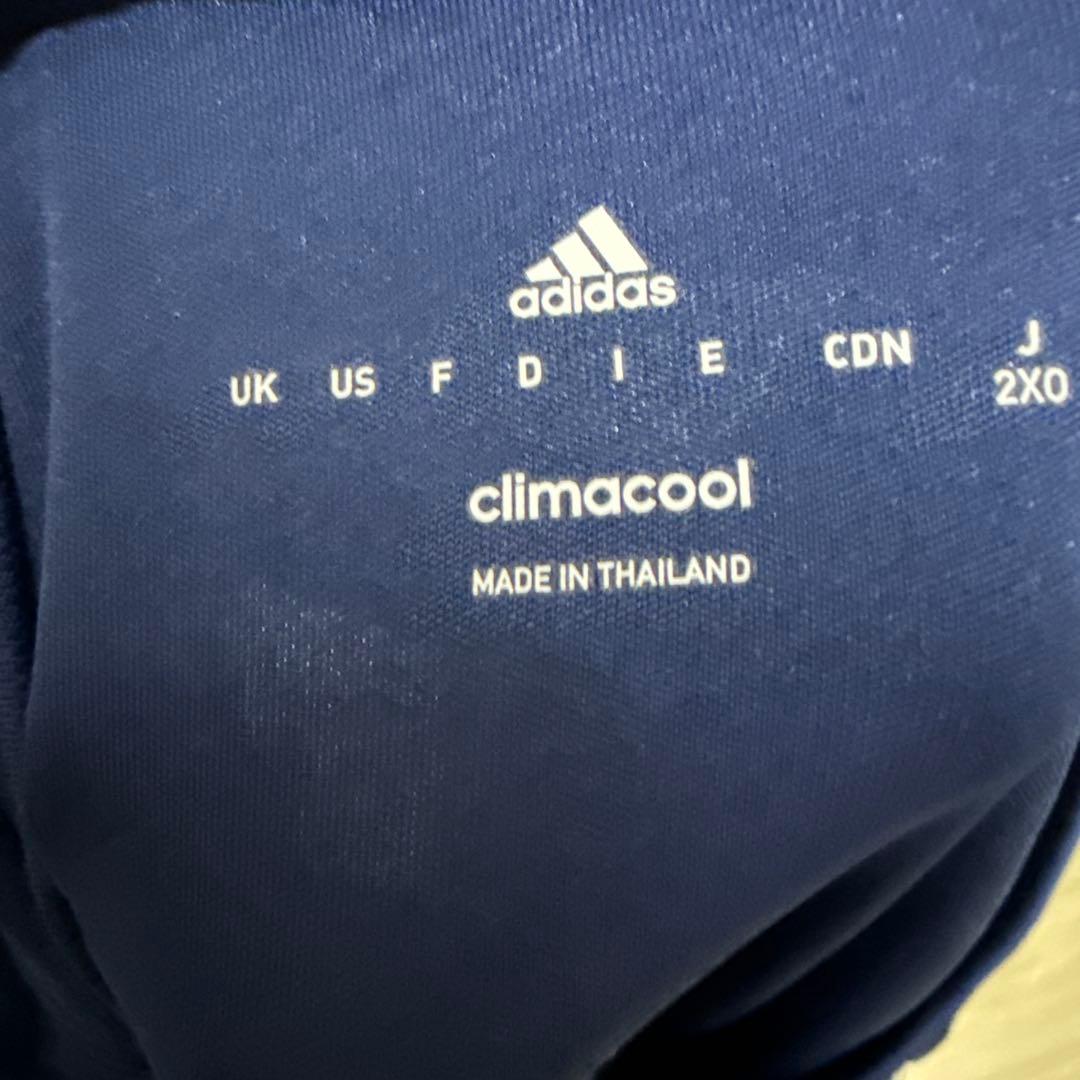 adidas
UK US F D I E CDN J
2XO
climacool
MADE IN THAILAND